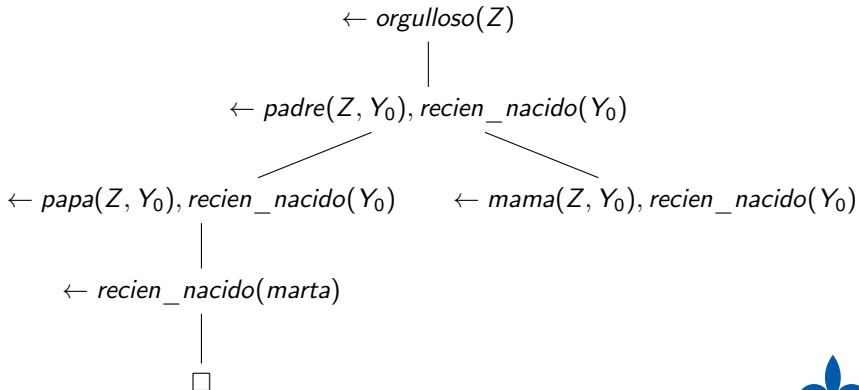 ← orgulloso(Z)
← padre(Z, Y₀), recien_nacido(Y₀)
← papa(Z, Y₀), recien_nacido(Y₀) ← mama(Z, Y₀), recien_nacido(Y₀)
← recien_nacido(marta)
□